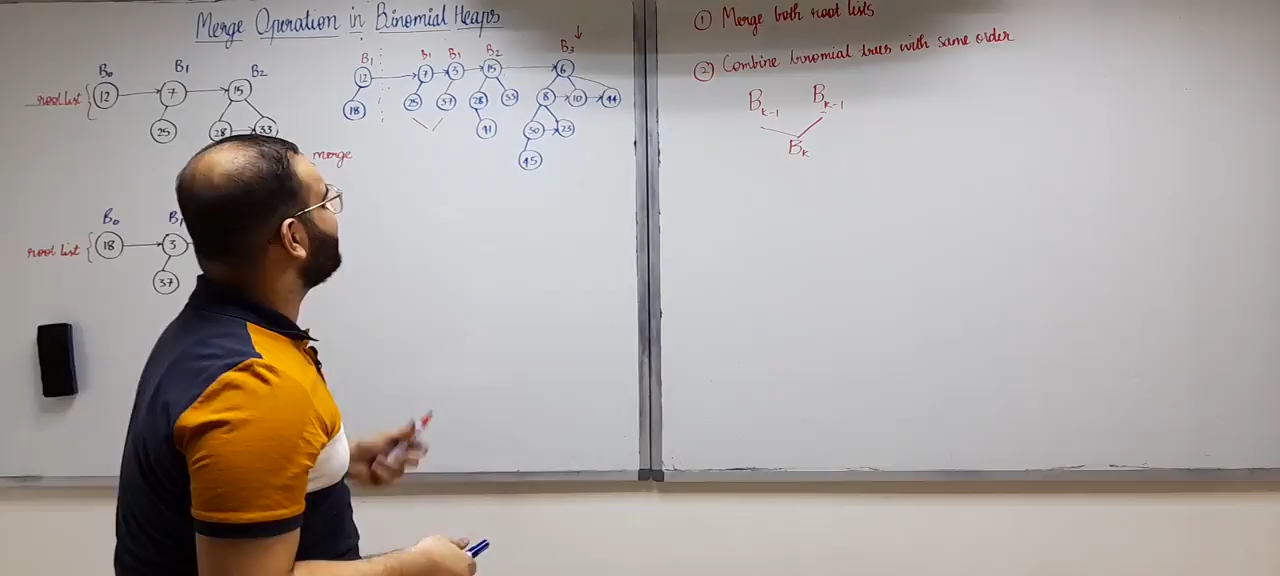 Merge Operation in Binomial Heaps
B₀ B₁ B₂
root list { 12 7 15
25 28 33
merge
B₀ B₁
root list { 18 3
37
B₁ B₁ B₁ B₂ B₃
12 7 3 15 6
18 25 37 28 33 8 10 44
41 30 23
45
① Merge both root lists
② Combine binomial trees with same order
Bₖ₋₁ Bₖ₋₁
Bₖ